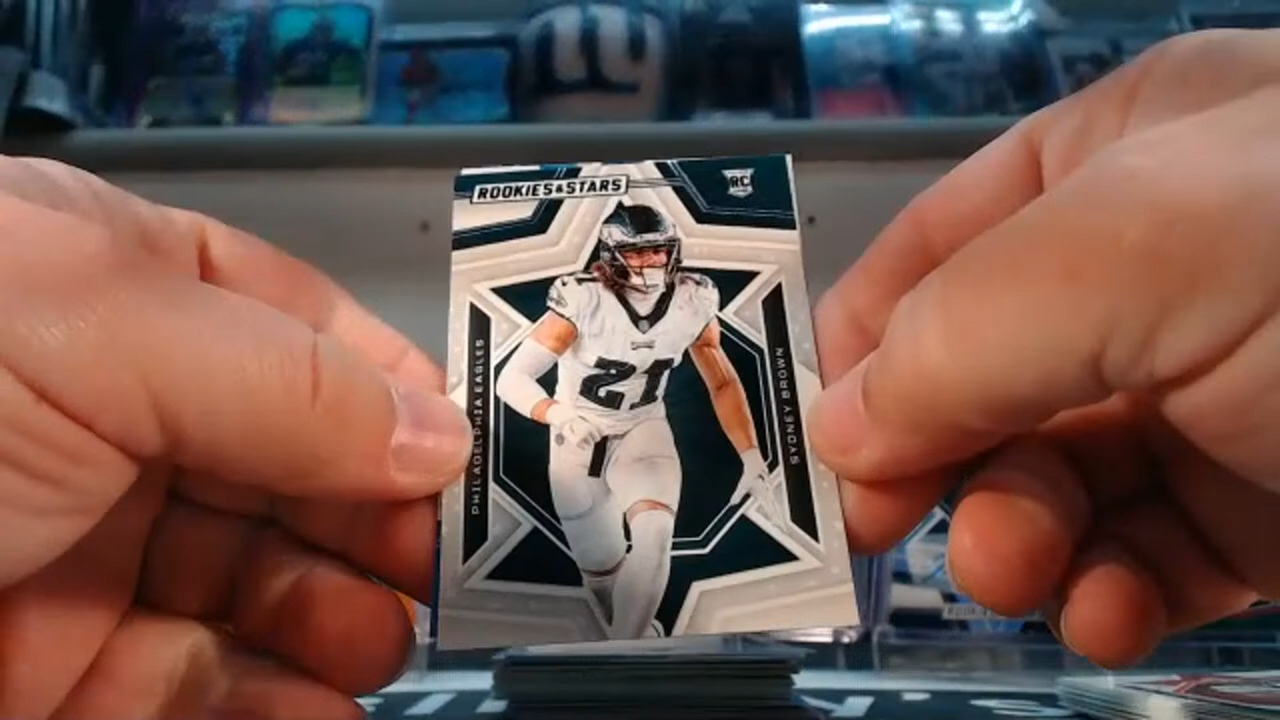 ROOKIES & STARS
RC
PHILADELPHIA EAGLES
21
SYDNEY BROWN